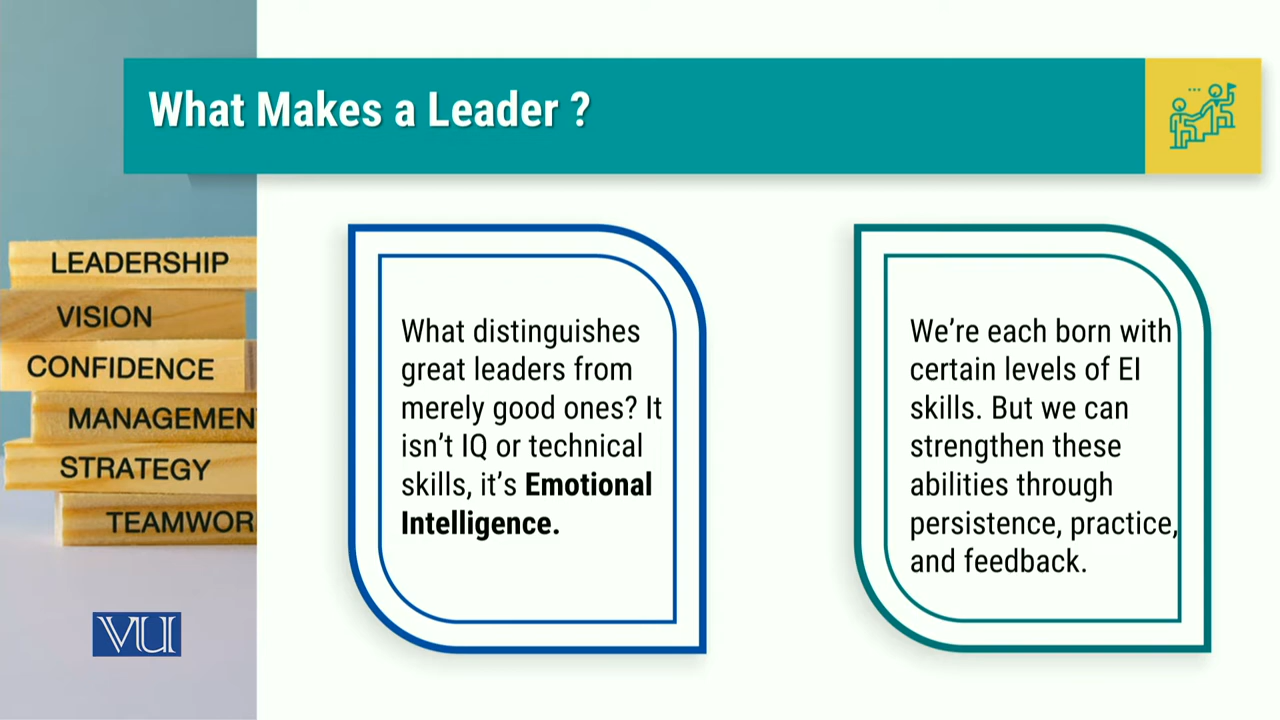 What Makes a Leader ?
LEADERSHIP
VISION
CONFIDENCE
MANAGEMEN
STRATEGY
TEAMWOR
VU
What distinguishes
great leaders from
merely good ones? It
isn't IQ or technical
skills, it's Emotional
Intelligence.
We're each born with
certain levels of EI
skills. But we can
strengthen these
abilities through
persistence, practice,
and feedback.